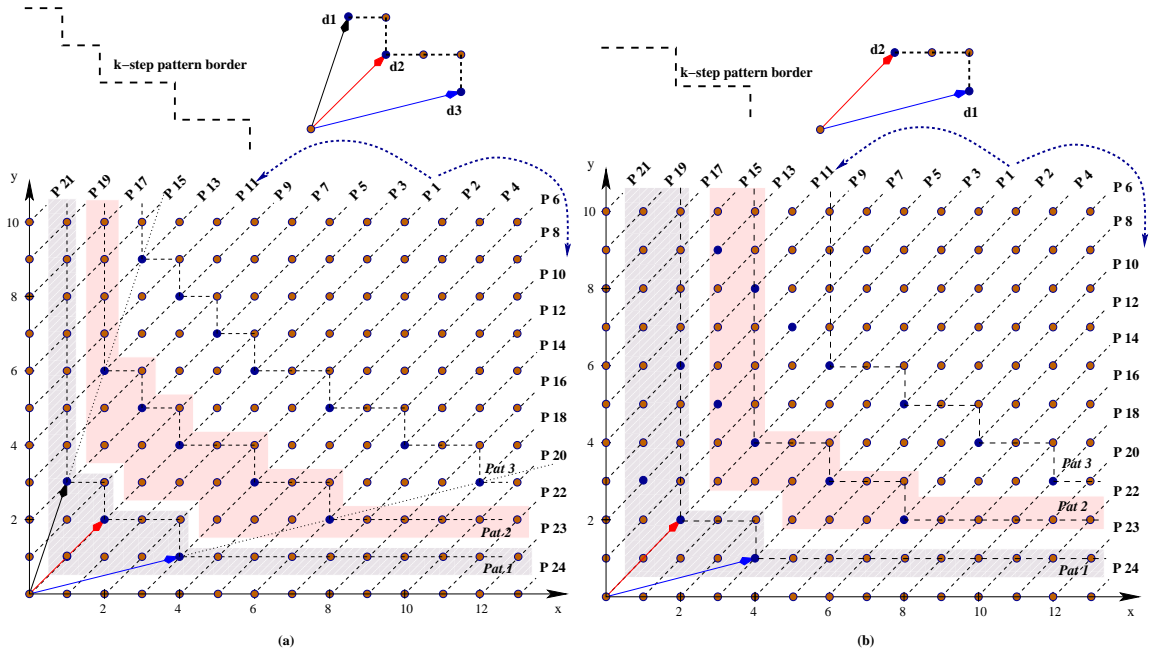 k-step pattern border
d1
d2
d3
y
P 21
P 19
P 17
P 15
P 13
P 11
P 9
P 7
P 5
P 3
P 1
P 2
P 4
P 6
P 8
P 10
P 12
P 14
P 16
P 18
P 20
P 22
P 23
P 24
10
8
6
4
2
Pat 3
Pat 2
Pat 1
2
4
6
8
10
12
x
(a)
k-step pattern border
d2
d1
y
P 21
P 19
P 17
P 15
P 13
P 11
P 9
P 7
P 5
P 3
P 1
P 2
P 4
P 6
P 8
P 10
P 12
P 14
P 16
P 18
P 20
P 22
P 23
P 24
10
8
6
4
2
0
Pat 3
Pat 2
Pat 1
2
4
6
8
10
12
x
(b)